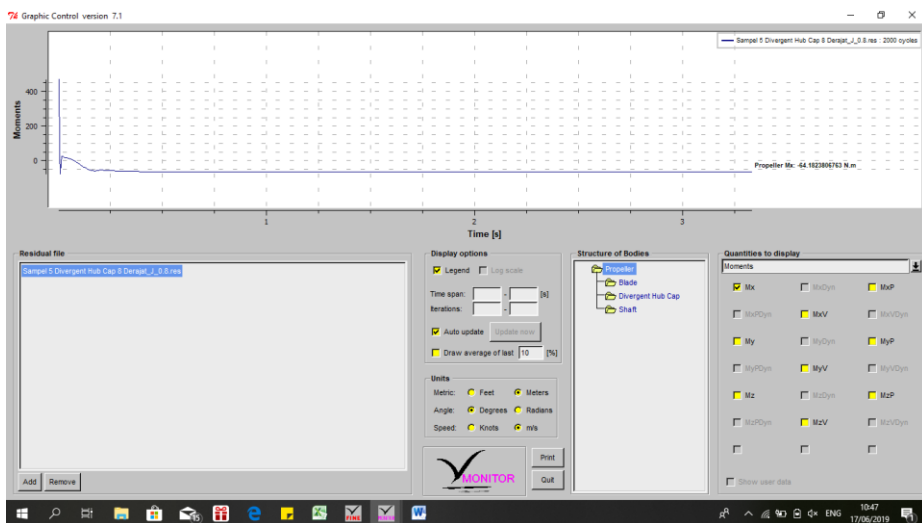 Graphic Control version 7.1
Sampel 5 Divergent Hub Cap 8 Derajat_J_0.8.res : 2000 cycles
400
200
0
Moments
Propeller Mx: -64.1823806763 N.m
1 2 3
Time [s]
Residual file
Sampel 5 Divergent Hub Cap 8 Derajat_J_0.8.res
Add Remove
Display options
Legend Log scale
Time span: - [s]
Iterations: -
Auto update Update now
Draw average of last 10 [%]
Units
Metric: Feet Meters
Angle: Degrees Radians
Speed: Knots m/s
MONITOR
Print
Quit
Structure of Bodies
Propeller
Blade
Divergent Hub Cap
Shaft
Quantities to display
Moments
Mx MxDyn MxP
MxPDyn MxV MxVDyn
My MyDyn MyP
MyPDyn MyV MyVDyn
Mz MzDyn MzP
MzPDyn MzV MzVDyn
Show user data
ENG
10:47
17/06/2019